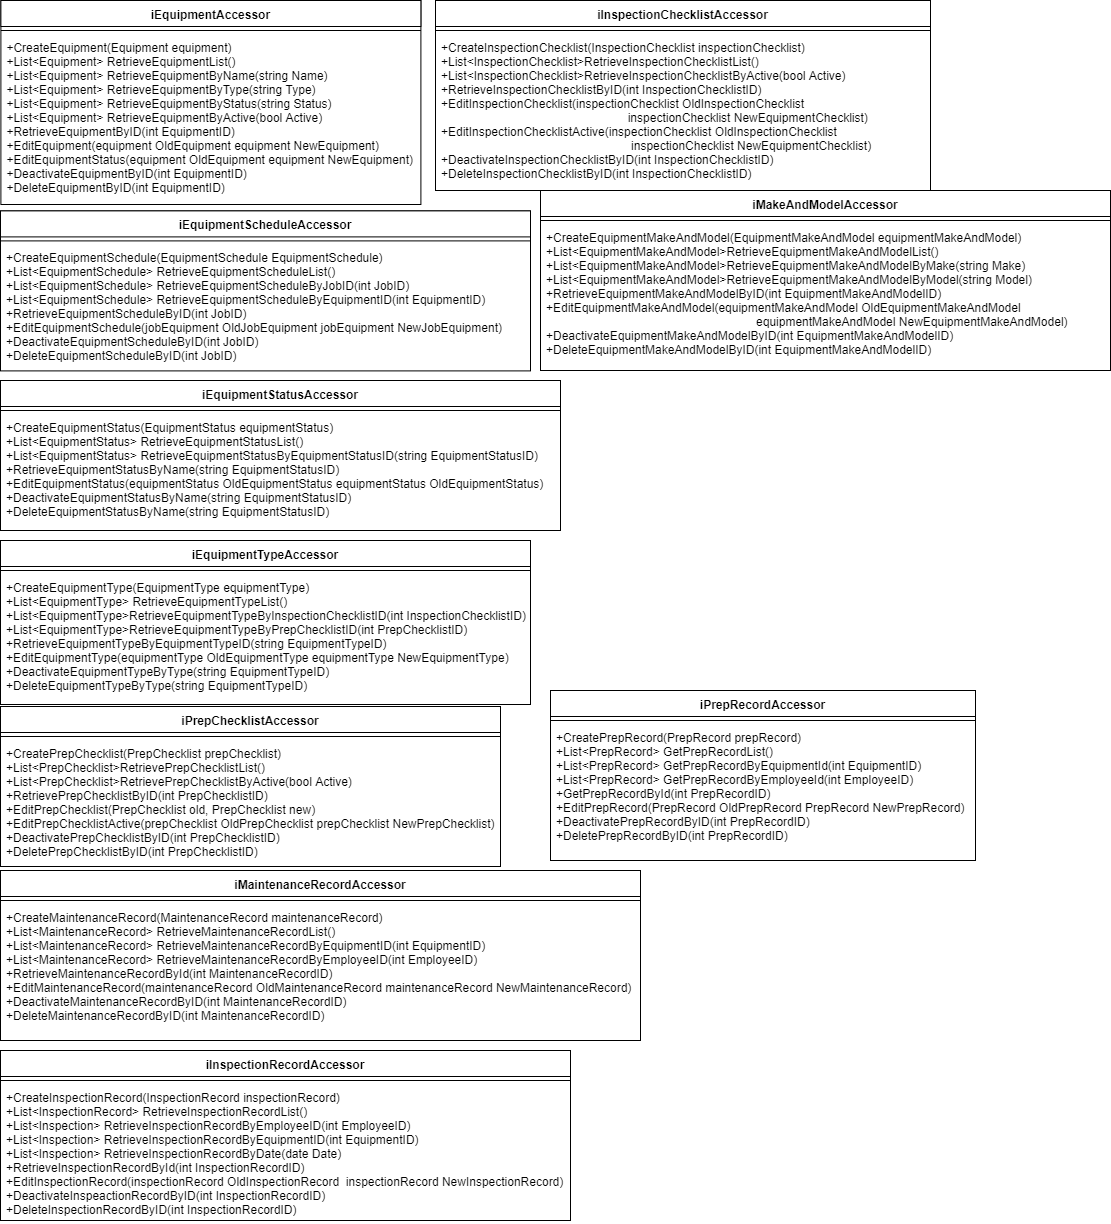 iEquipmentAccessor
+CreateEquipment(Equipment equipment)
+List<Equipment> RetrieveEquipmentList()
+List<Equipment> RetrieveEquipmentByName(string Name)
+List<Equipment> RetrieveEquipmentByType(string Type)
+List<Equipment> RetrieveEquipmentByStatus(string Status)
+List<Equipment> RetrieveEquipmentByActive(bool Active)
+RetrieveEquipmentByID(int EquipmentID)
+EditEquipment(equipment OldEquipment equipment NewEquipment)
+EditEquipmentStatus(equipment OldEquipment equipment NewEquipment)
+DeactivateEquipmentByID(int EquipmentID)
+DeleteEquipmentByID(int EquipmentID)
iInspectionChecklistAccessor
+CreateInspectionChecklist(InspectionChecklist inspectionChecklist)
+List<InspectionChecklist>RetrieveInspectionChecklistList()
+List<InspectionChecklist>RetrieveInspectionChecklistByActive(bool Active)
+RetrieveInspectionChecklistByID(int InspectionChecklistID)
+EditInspectionChecklist(inspectionChecklist OldInspectionChecklist
inspectionChecklist NewEquipmentChecklist)
+EditInspectionChecklistActive(inspectionChecklist OldInspectionChecklist
inspectionChecklist NewEquipmentChecklist)
+DeactivateInspectionChecklistByID(int InspectionChecklistID)
+DeleteInspectionChecklistByID(int InspectionChecklistID)
iEquipmentScheduleAccessor
+CreateEquipmentSchedule(EquipmentSchedule EquipmentSchedule)
+List<EquipmentSchedule> RetrieveEquipmentScheduleList()
+List<EquipmentSchedule> RetrieveEquipmentScheduleByJobID(int JobID)
+List<EquipmentSchedule> RetrieveEquipmentScheduleByEquipmentID(int EquipmentID)
+RetrieveEquipmentScheduleByID(int JobID)
+EditEquipmentSchedule(jobEquipment OldJobEquipment jobEquipment NewJobEquipment)
+DeactivateEquipmentScheduleByID(int JobID)
+DeleteEquipmentScheduleByID(int JobID)
iMakeAndModelAccessor
+CreateEquipmentMakeAndModel(EquipmentMakeAndModel equipmentMakeAndModel)
+List<EquipmentMakeAndModel>RetrieveEquipmentMakeAndModelList()
+List<EquipmentMakeAndModel>RetrieveEquipmentMakeAndModelByMake(string Make)
+List<EquipmentMakeAndModel>RetrieveEquipmentMakeAndModelByModel(string Model)
+RetrieveEquipmentMakeAndModelByID(int EquipmentMakeAndModelID)
+EditEquipmentMakeAndModel(equipmentMakeAndModel OldEquipmentMakeAndModel
equipmentMakeAndModel NewEquipmentMakeAndModel)
+DeactivateEquipmentMakeAndModelByID(int EquipmentMakeAndModelID)
+DeleteEquipmentMakeAndModelByID(int EquipmentMakeAndModelID)
iEquipmentStatusAccessor
+CreateEquipmentStatus(EquipmentStatus equipmentStatus)
+List<EquipmentStatus> RetrieveEquipmentStatusList()
+List<EquipmentStatus> RetrieveEquipmentStatusByEquipmentStatusID(string EquipmentStatusID)
+RetrieveEquipmentStatusByName(string EquipmentStatusID)
+EditEquipmentStatus(equipmentStatus OldEquipmentStatus equipmentStatus OldEquipmentStatus)
+DeactivateEquipmentStatusByName(string EquipmentStatusID)
+DeleteEquipmentStatusByName(string EquipmentStatusID)
iEquipmentTypeAccessor
+CreateEquipmentType(EquipmentType equipmentType)
+List<EquipmentType> RetrieveEquipmentTypeList()
+List<EquipmentType>RetrieveEquipmentTypeByInspectionChecklistID(int InspectionChecklistID)
+List<EquipmentType>RetrieveEquipmentTypeByPrepChecklistID(int PrepChecklistID)
+RetrieveEquipmentTypeByEquipmentTypeID(string EquipmentTypeID)
+EditEquipmentType(equipmentType OldEquipmentType equipmentType NewEquipmentType)
+DeactivateEquipmentTypeByType(string EquipmentTypeID)
+DeleteEquipmentTypeByType(string EquipmentTypeID)
iPrepChecklistAccessor
+CreatePrepChecklist(PrepChecklist prepChecklist)
+List<PrepChecklist>RetrievePrepChecklistList()
+List<PrepChecklist>RetrievePrepChecklistByActive(bool Active)
+RetrievePrepChecklistByID(int PrepChecklistID)
+EditPrepChecklist(PrepChecklist old, PrepChecklist new)
+EditPrepChecklistActive(prepChecklist OldPrepChecklist prepChecklist NewPrepChecklist)
+DeactivatePrepChecklistByID(int PrepChecklistID)
+DeletePrepChecklistByID(int PrepChecklistID)
iPrepRecordAccessor
+CreatePrepRecord(PrepRecord prepRecord)
+List<PrepRecord> GetPrepRecordList()
+List<PrepRecord> GetPrepRecordByEquipmentId(int EquipmentID)
+List<PrepRecord> GetPrepRecordByEmployeeId(int EmployeeID)
+GetPrepRecordById(int PrepRecordID)
+EditPrepRecord(PrepRecord OldPrepRecord PrepRecord NewPrepRecord)
+DeactivatePrepRecordByID(int PrepRecordID)
+DeletePrepRecordByID(int PrepRecordID)
iMaintenanceRecordAccessor
+CreateMaintenanceRecord(MaintenanceRecord maintenanceRecord)
+List<MaintenanceRecord> RetrieveMaintenanceRecordList()
+List<MaintenanceRecord> RetrieveMaintenanceRecordByEquipmentID(int EquipmentID)
+List<MaintenanceRecord> RetrieveMaintenanceRecordByEmployeeID(int EmployeeID)
+RetrieveMaintenanceRecordById(int MaintenanceRecordID)
+EditMaintenanceRecord(maintenanceRecord OldMaintenanceRecord maintenanceRecord NewMaintenanceRecord)
+DeactivateMaintenanceRecordByID(int MaintenanceRecordID)
+DeleteMaintenanceRecordByID(int MaintenanceRecordID)
iInspectionRecordAccessor
+CreateInspectionRecord(InspectionRecord inspectionRecord)
+List<InspectionRecord> RetrieveInspectionRecordList()
+List<Inspection> RetrieveInspectionRecordByEmployeeID(int EmployeeID)
+List<Inspection> RetrieveInspectionRecordByEquipmentID(int EquipmentID)
+List<Inspection> RetrieveInspectionRecordByDate(date Date)
+RetrieveInspectionRecordById(int InspectionRecordID)
+EditInspectionRecord(inspectionRecord OldInspectionRecord  inspectionRecord NewInspectionRecord)
+DeactivateInspeactionRecordByID(int InspectionRecordID)
+DeleteInspectionRecordByID(int InspectionRecordID)